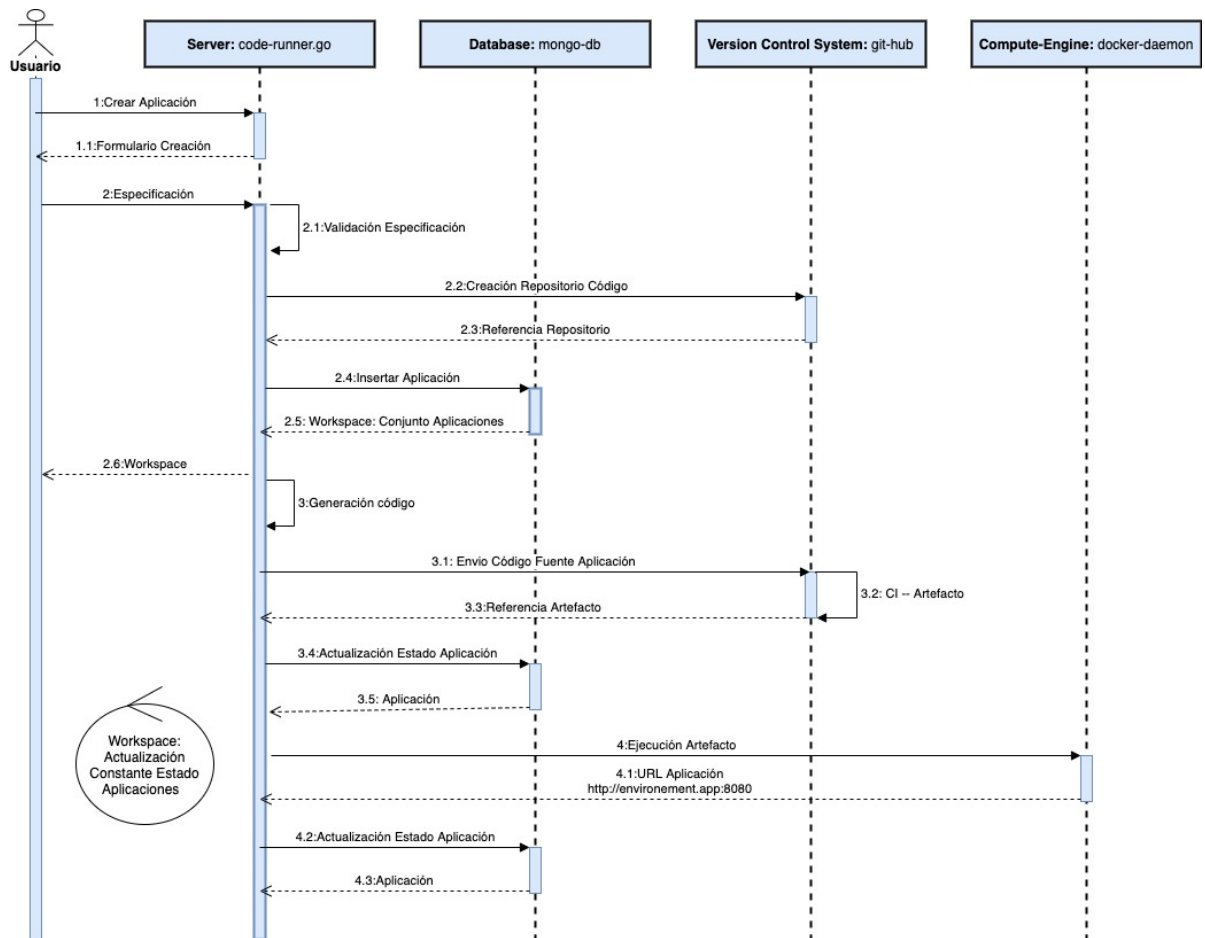 Usuario
Server: code-runner.go
Database: mongo-db
Version Control System: git-hub
Compute-Engine: docker-daemon
1:Crear Aplicación
1.1:Formulario Creación
2:Especificación
2.1:Validación Especificación
2.2:Creación Repositorio Código
2.3:Referencia Repositorio
2.4:Insertar Aplicación
2.5: Workspace: Conjunto Aplicaciones
2.6:Workspace
3:Generación código
3.1: Envio Código Fuente Aplicación
3.2: CI -- Artefacto
3.3:Referencia Artefacto
3.4:Actualización Estado Aplicación
3.5: Aplicación
Workspace:
Actualización
Constante Estado
Aplicaciones
4:Ejecución Artefacto
4.1:URL Aplicación
http://environement.app:8080
4.2:Actualización Estado Aplicación
4.3:Aplicación